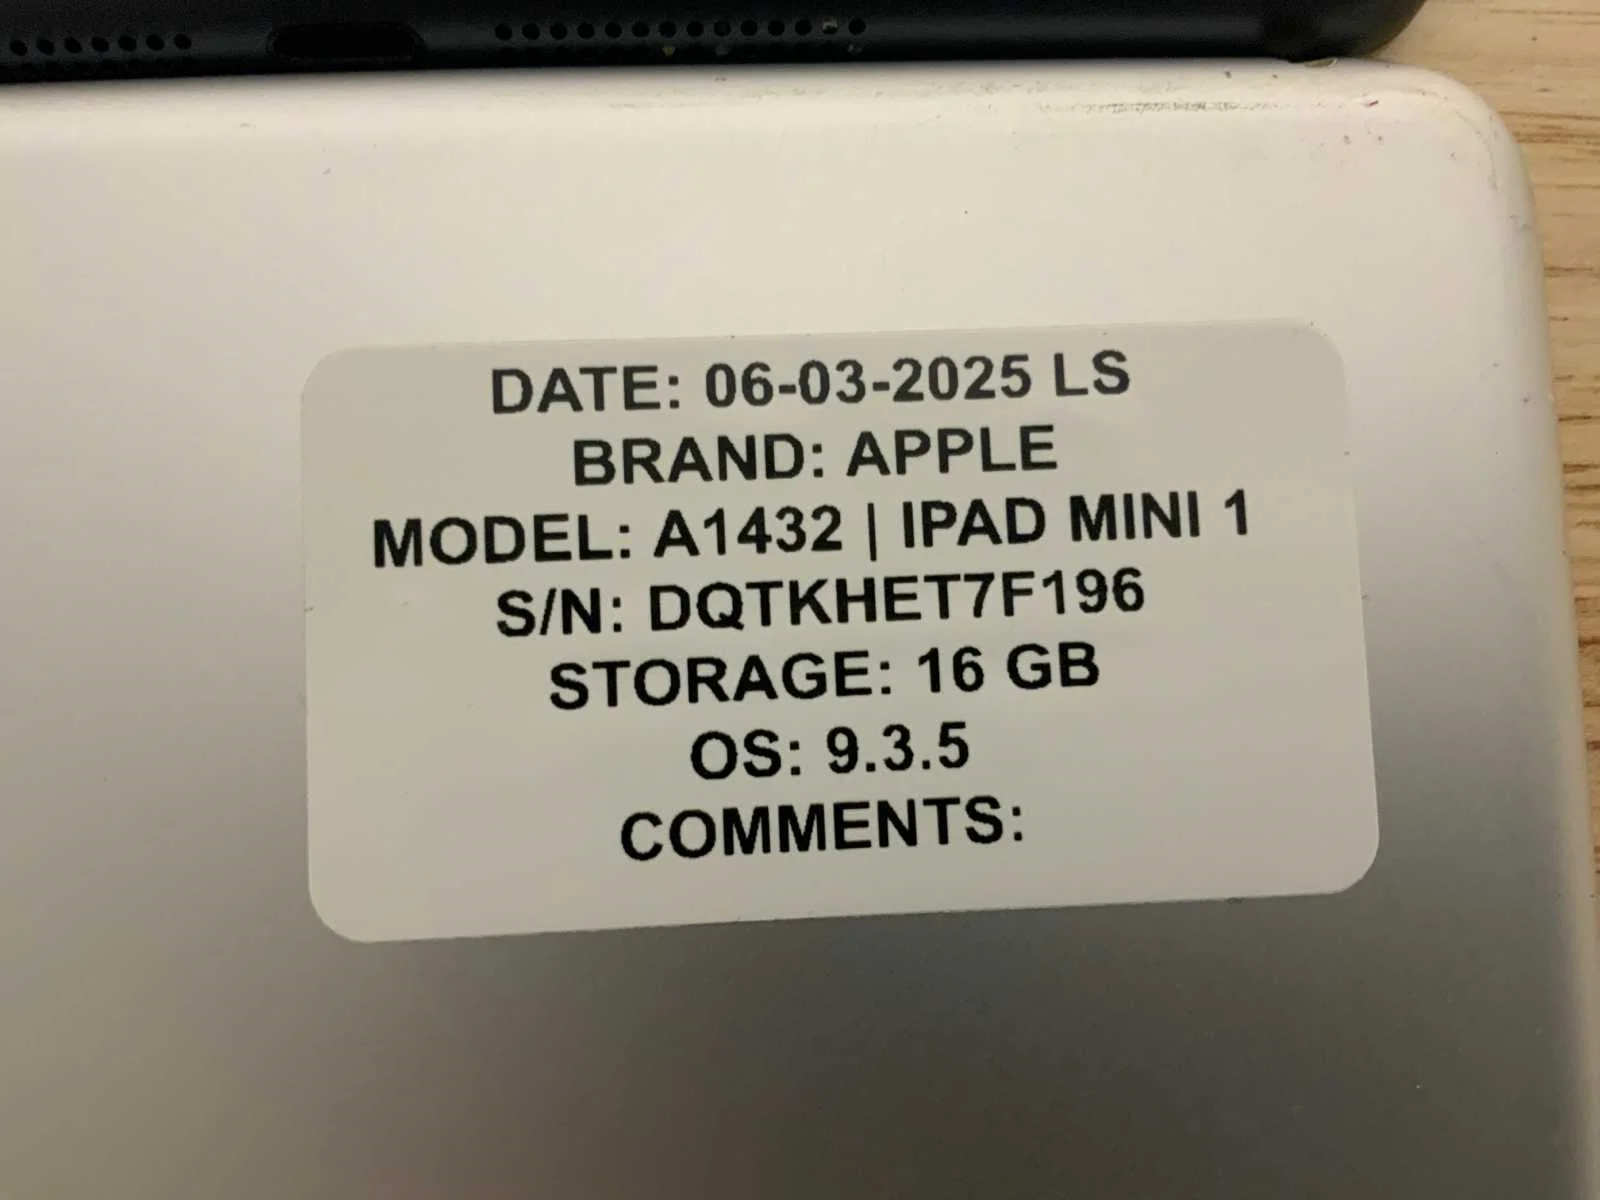 DATE: 06-03-2025 LS
BRAND: APPLE
MODEL: A1432 | IPAD MINI 1
S/N: DQTKHET7F196
STORAGE: 16 GB
OS: 9.3.5
COMMENTS: